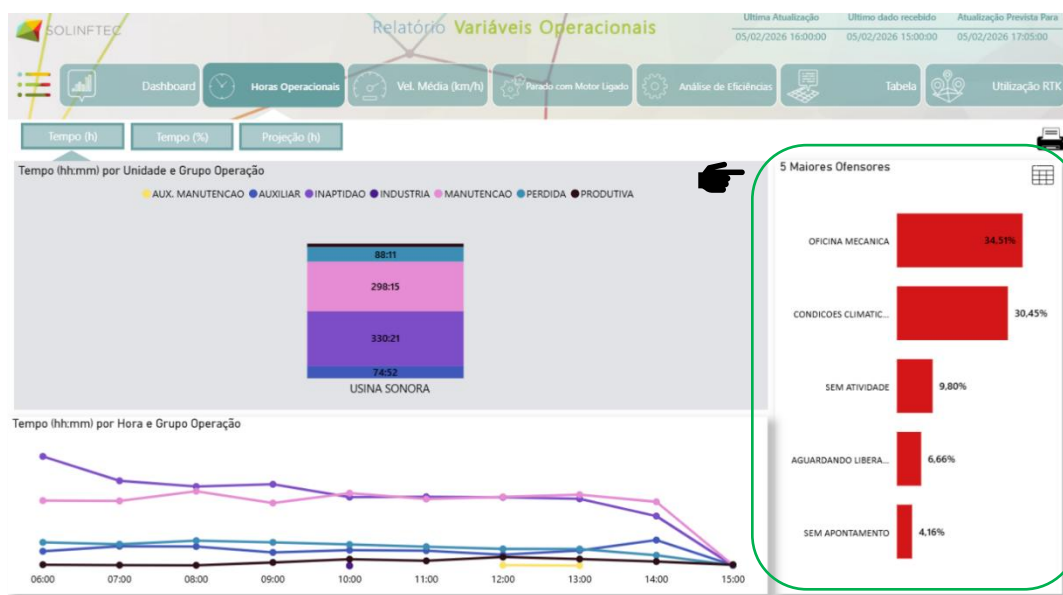 SOLINFTEC
Relatório Variáveis Operacionais
Ultima Atualização Ultimo dado recebido Atualização Prevista Para
05/02/2026 16:00:00 05/02/2026 15:00:00 05/02/2026 17:05:00
Dashboard Horas Operacionais Vel. Média (km/h) Parado com Motor Ligado Análise de Eficiências Tabela Utilização RTK
Tempo (h) Tempo (%) Projeção (h)
Tempo (hh:mm) por Unidade e Grupo Operação
AUX. MANUTENCAO AUXILIAR INAPTIDAO INDUSTRIA MANUTENCAO PERDIDA PRODUTIVA
88:11
298:15
330:21
74:52
USINA SONORA
Tempo (hh:mm) por Hora e Grupo Operação
06:00 07:00 08:00 09:00 10:00 11:00 12:00 13:00 14:00 15:00
5 Maiores Ofensores
OFICINA MECANICA 34,51%
CONDICOES CLIMATIC... 30,45%
SEM ATIVIDADE 9,80%
AGUARDANDO LIBERA... 6,66%
SEM APONTAMENTO 4,16%